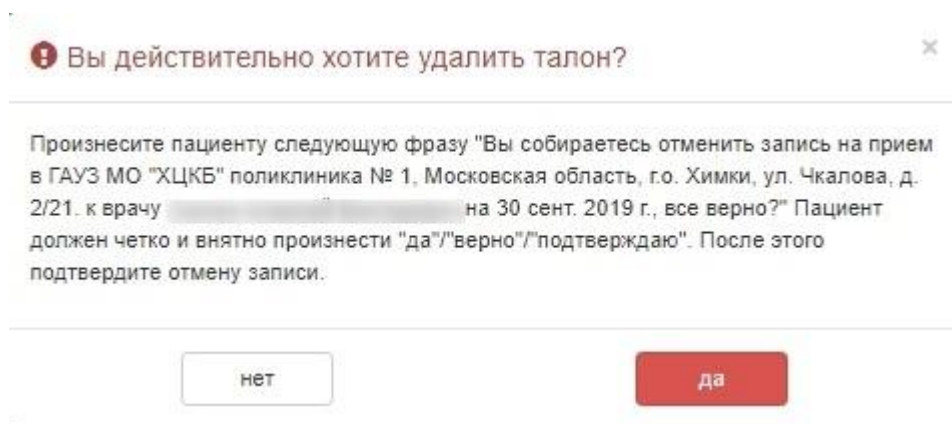 Вы действительно хотите удалить талон?
Произнесите пациенту следующую фразу "Вы собираетесь отменить запись на прием
в ГАУЗ МО "ХЦКБ" поликлиника № 1, Московская область, г.о. Химки, ул. Чкалова, д.
2/21. к врачу на 30 сент. 2019 г., все верно?" Пациент
должен четко и внятно произнести "да"/"верно"/"подтверждаю". После этого
подтвердите отмену записи.
нет да